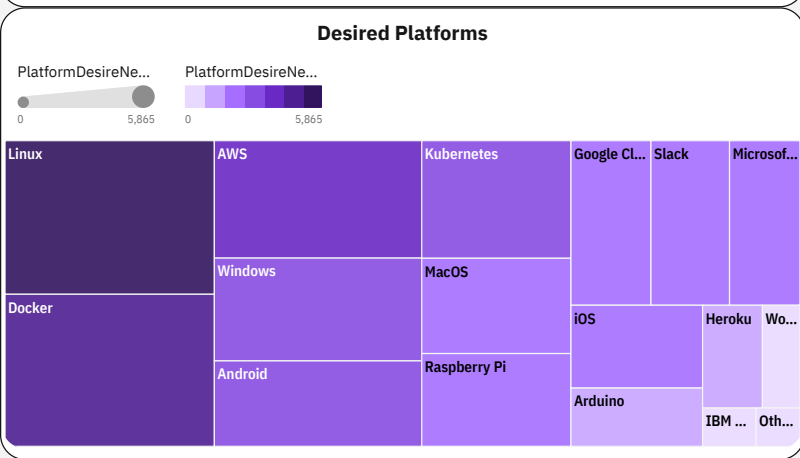 Desired Platforms
PlatformDesireNe...
PlatformDesireNe...
0
5,865
0
5,865
Linux
AWS
Kubernetes
Google Cl...
Slack
Microsof...
Windows
MacOS
Docker
iOS
Heroku
Wo...
Android
Raspberry Pi
Arduino
IBM ...
Oth...